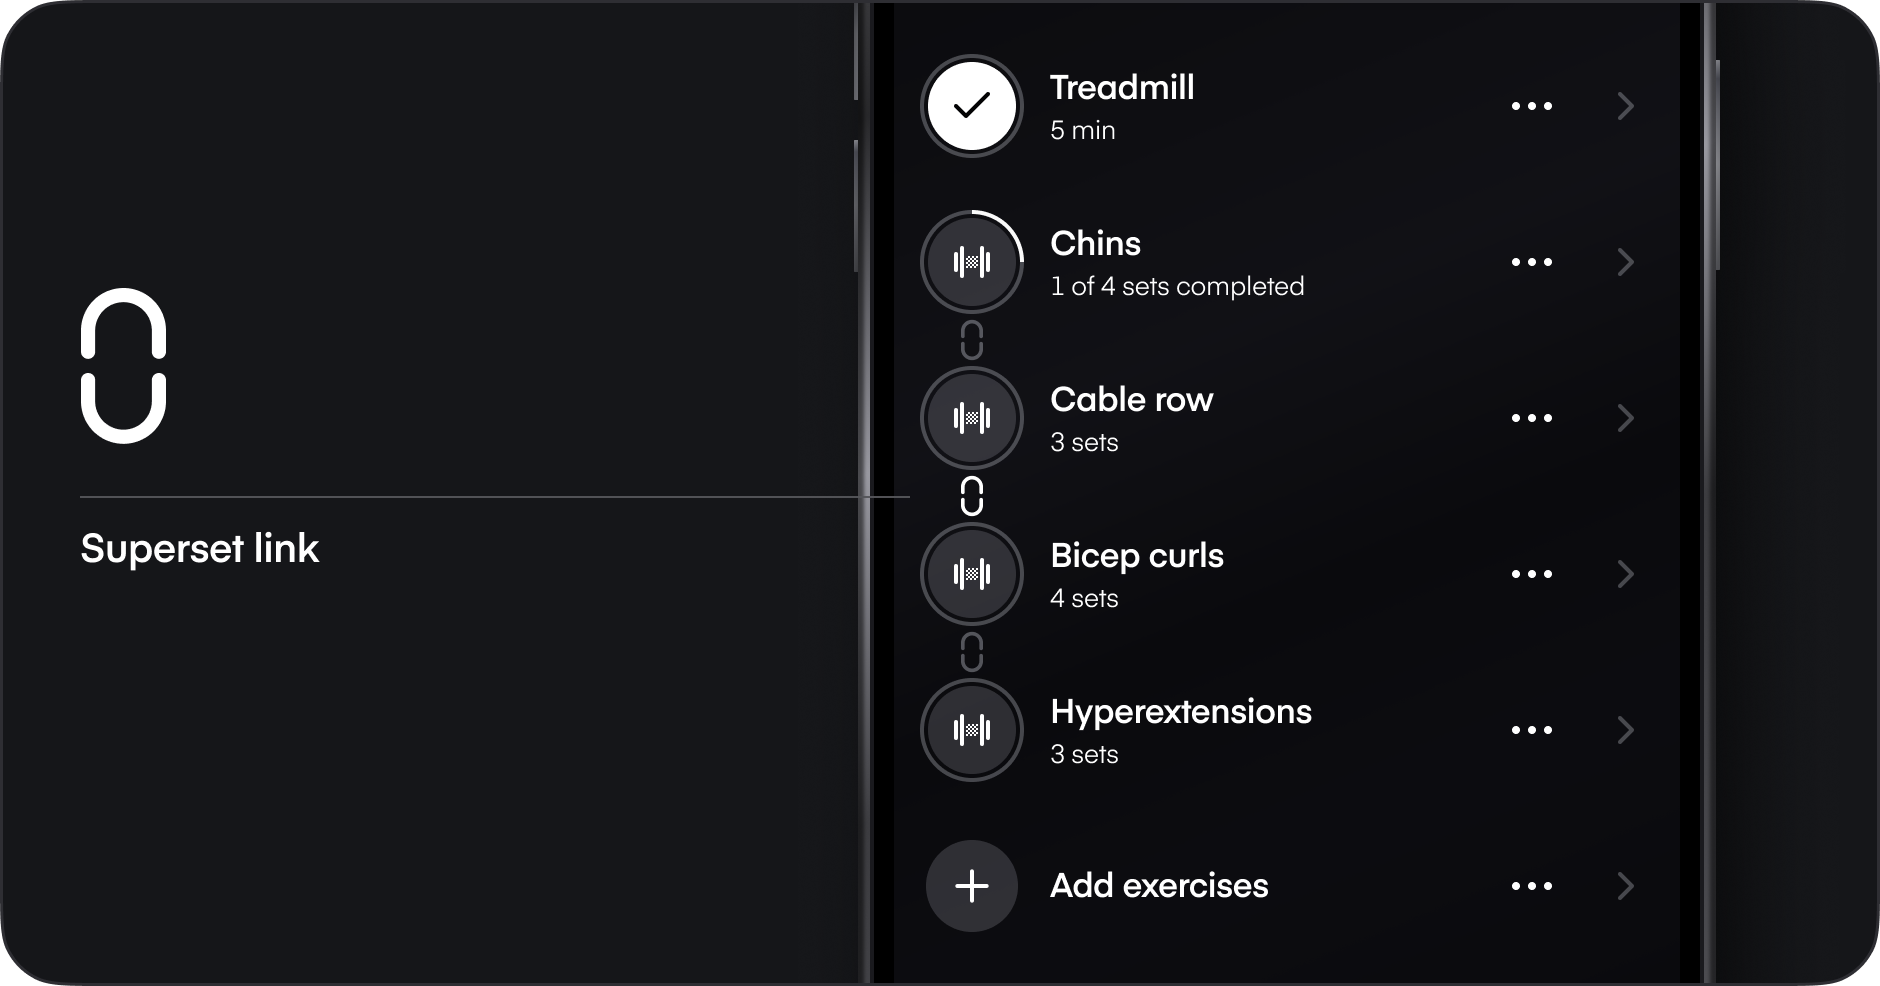 Treadmill
5 min
Chins
1 of 4 sets completed
Cable row
3 sets
Superset link
Bicep curls
4 sets
Hyperextensions
3 sets
Add exercises